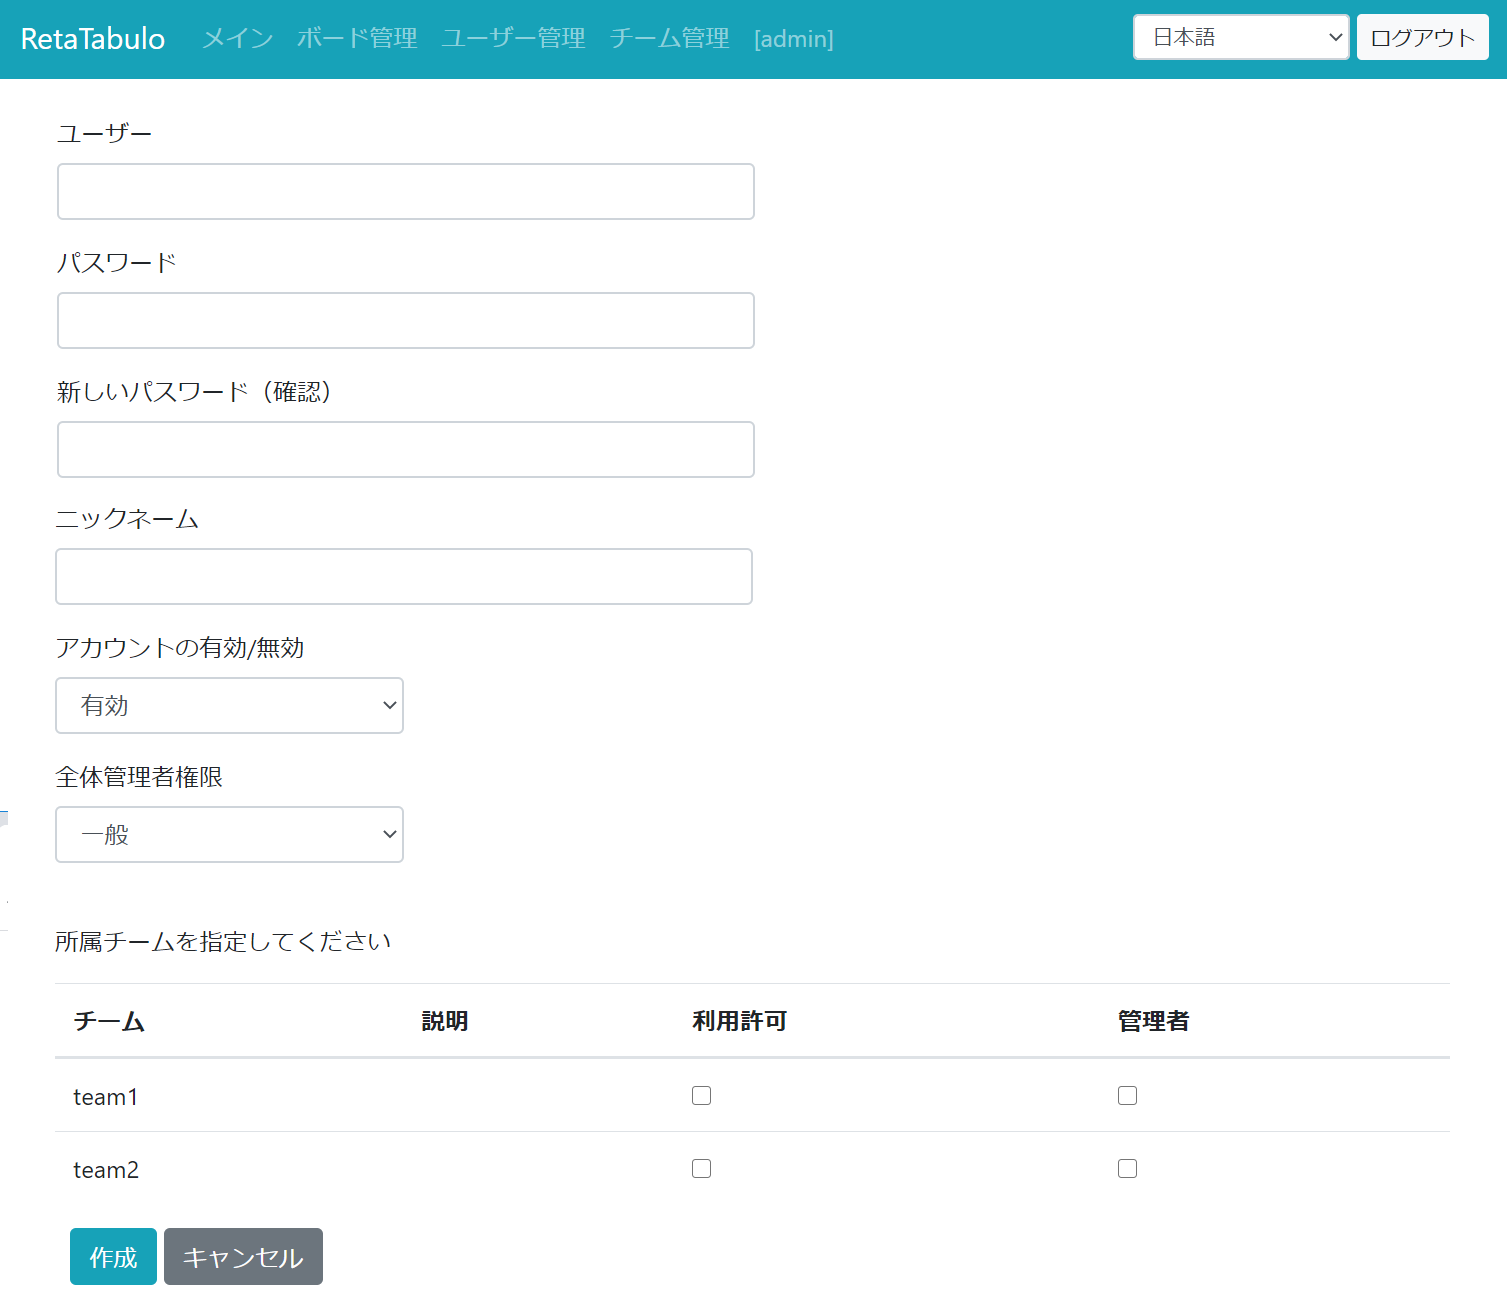 RetaTabulo メイン ボード管理 ユーザー管理 チーム管理 [admin] 日本語 ログアウト
ユーザー
パスワード
新しいパスワード（確認）
ニックネーム
アカウントの有効/無効
有効
全体管理者権限
一般
所属チームを指定してください
チーム 説明 利用許可 管理者
team1
team2
作成 キャンセル